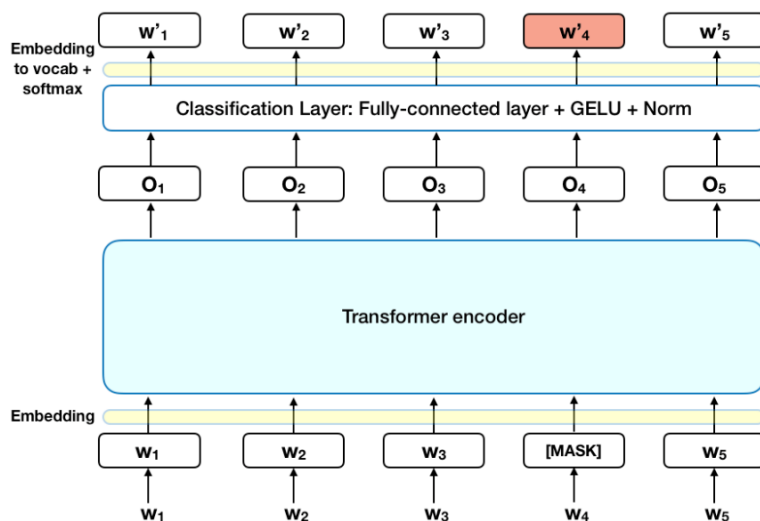 w'1 w'2 w'3 w'4 w'5
Embedding
to vocab +
softmax
Classification Layer: Fully-connected layer + GELU + Norm
O1 O2 O3 O4 O5
Transformer encoder
Embedding
W1 W2 W3 [MASK] W5
W1 W2 W3 W4 W5